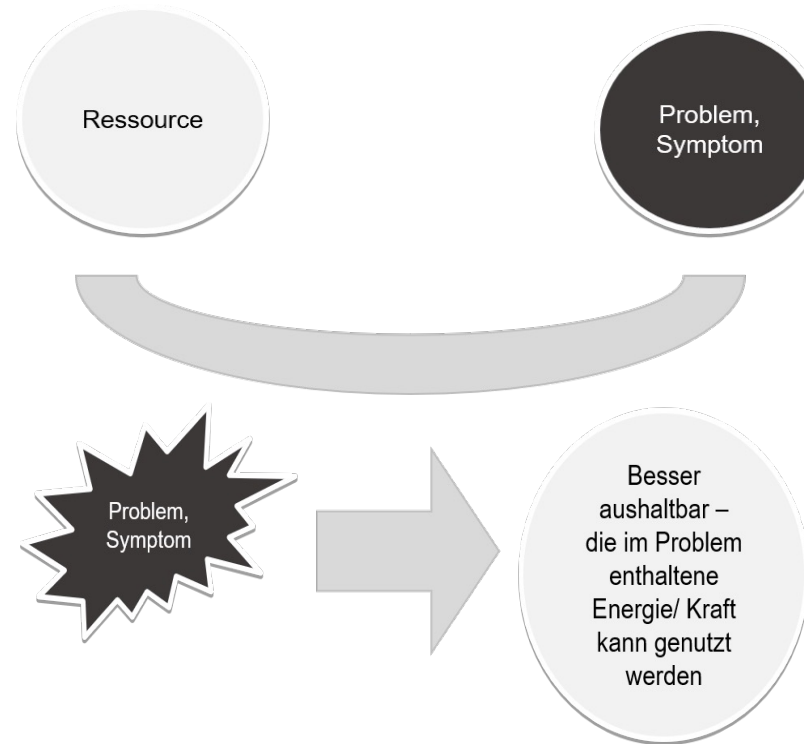 Ressource
Problem,
Symptom
Problem,
Symptom
Besser
aushaltbar –
die im Problem
enthaltene
Energie/ Kraft
kann genutzt
werden